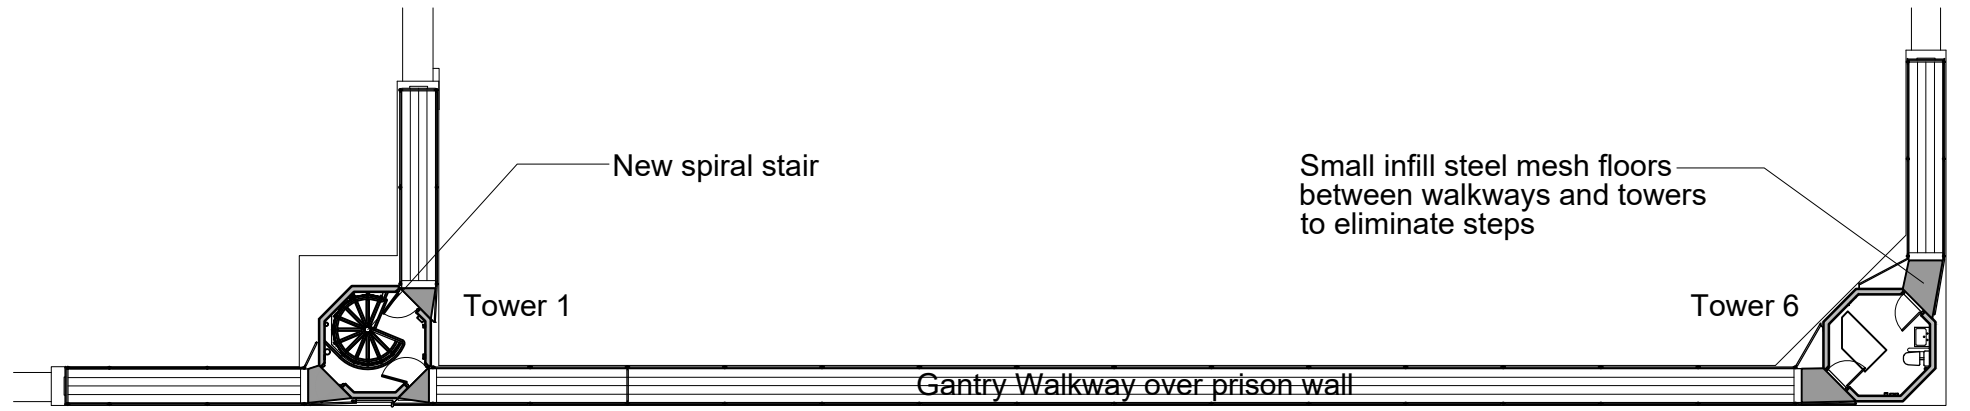 New spiral stair
Small infill steel mesh floors
between walkways and towers
to eliminate steps
Tower 1
Tower 6
Gantry Walkway over prison wall